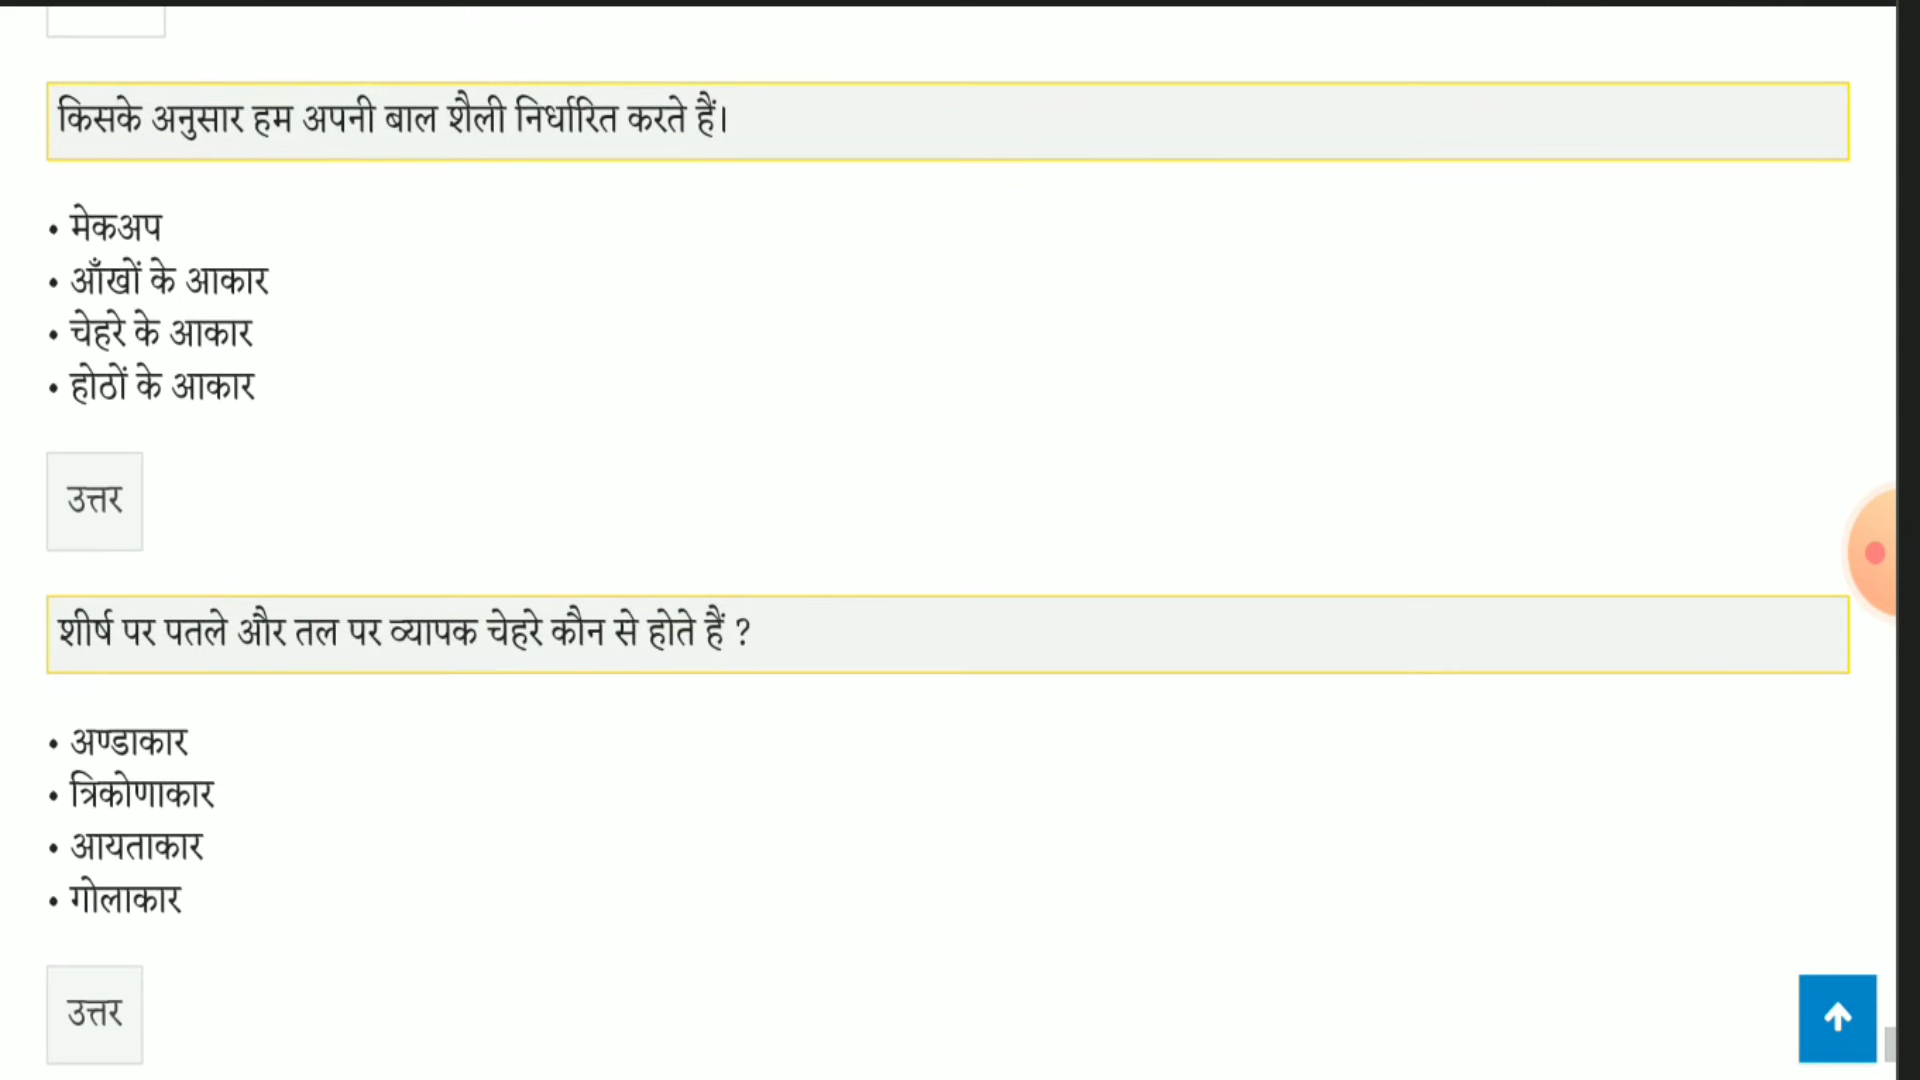 किसके अनुसार हम अपनी बाल शैली निर्धारित करते हैं।
• मेकअप
• आँखों के आकार
• चेहरे के आकार
• होठों के आकार
उत्तर
शीर्ष पर पतले और तल पर व्यापक चेहरे कौन से होते हैं ?
• अण्डाकार
• त्रिकोणाकार
• आयताकार
• गोलाकार
उत्तर